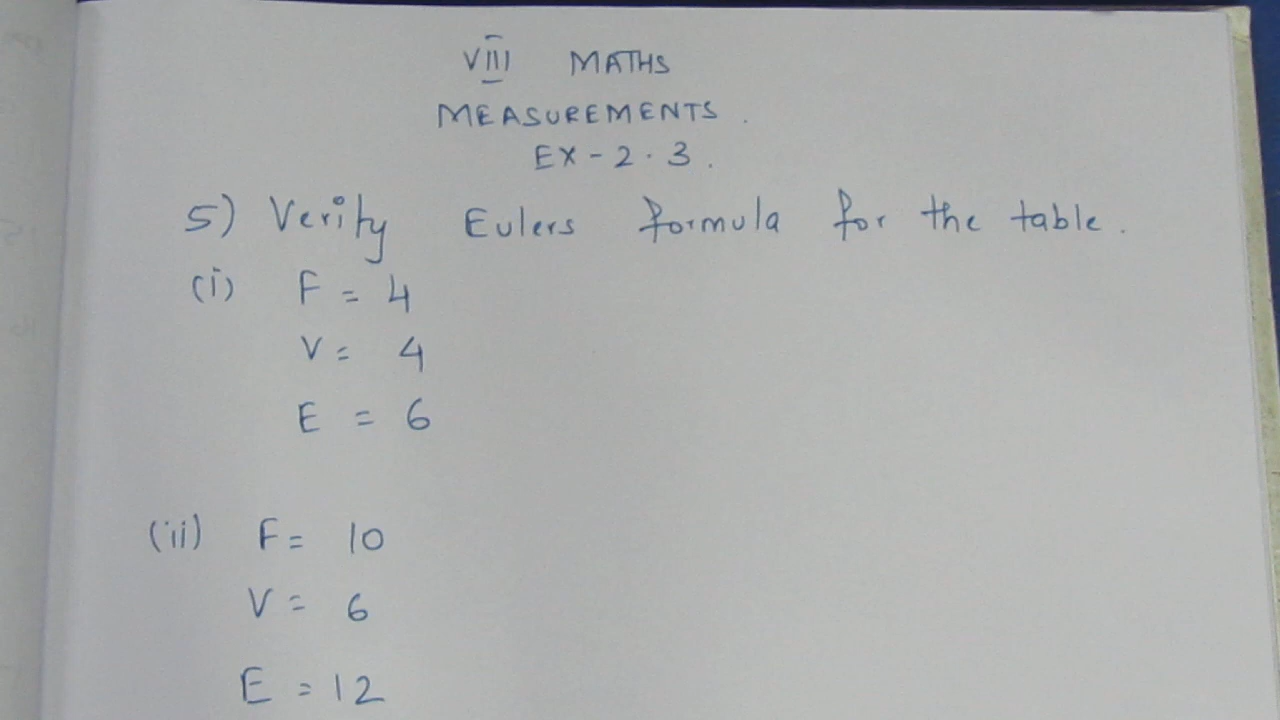 VIII MATHS
MEASUREMENTS.
EX-2.3.
5) Verify Eulers formula for the table.
(i) F = 4
V = 4
E = 6
(ii) F = 10
V = 6
E = 12